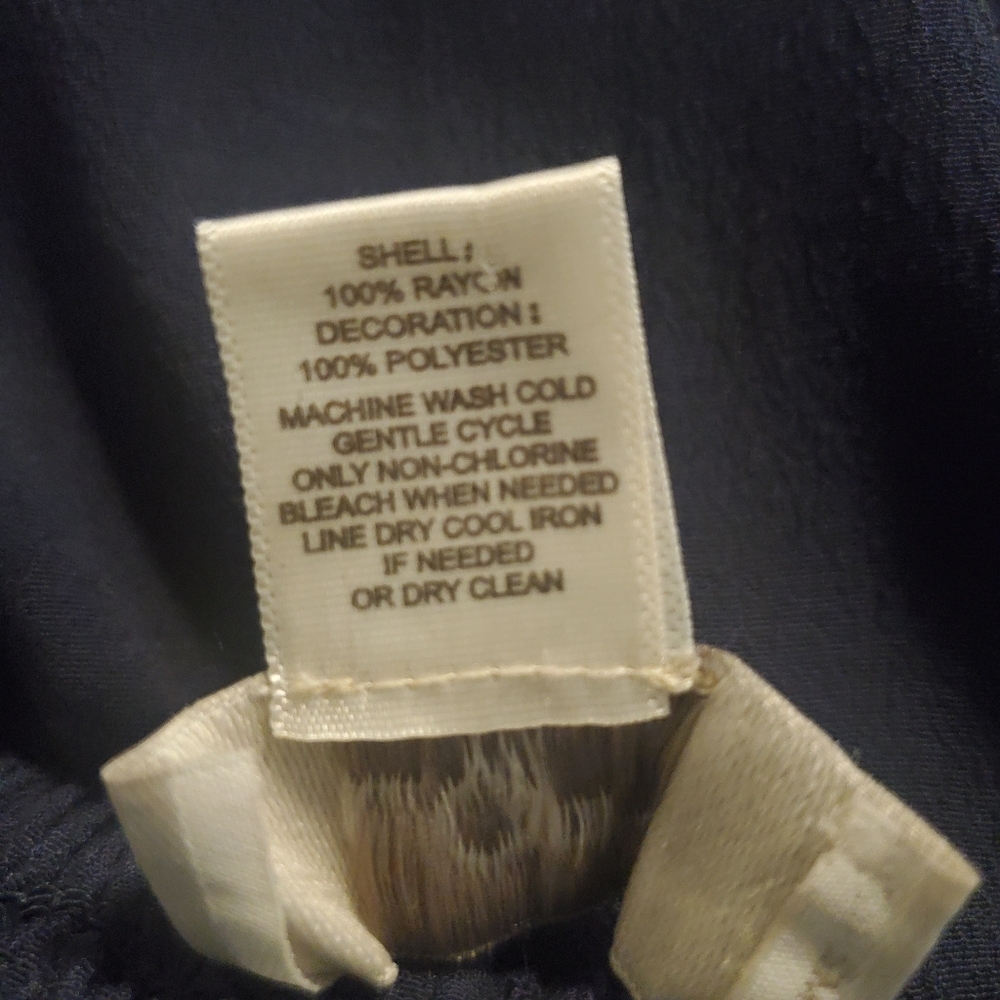 SHELL:
100% RAYON
DECORATION:
100% POLYESTER
MACHINE WASH COLD
GENTLE CYCLE
ONLY NON-CHLORINE
BLEACH WHEN NEEDED
LINE DRY COOL IRON
IF NEEDED
OR DRY CLEAN